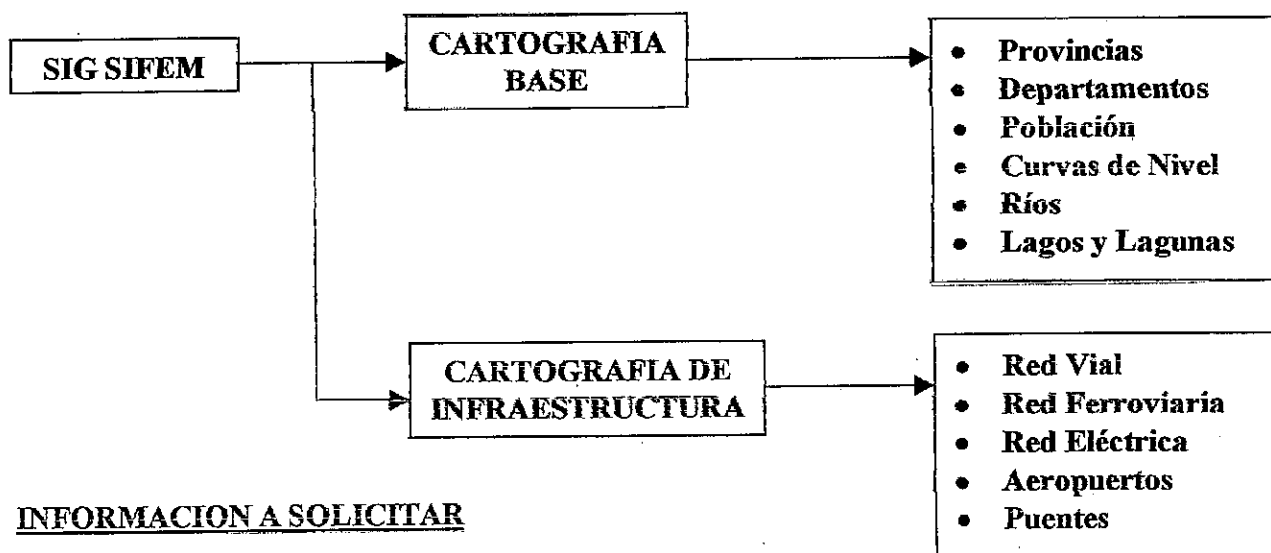 SIG SIFEM
CARTOGRAFIA
BASE
• Provincias
• Departamentos
• Población
• Curvas de Nivel
• Ríos
• Lagos y Lagunas
CARTOGRAFIA DE
INFRAESTRUCTURA
• Red Vial
• Red Ferroviaria
• Red Eléctrica
• Aeropuertos
• Puentes
INFORMACION A SOLICITAR